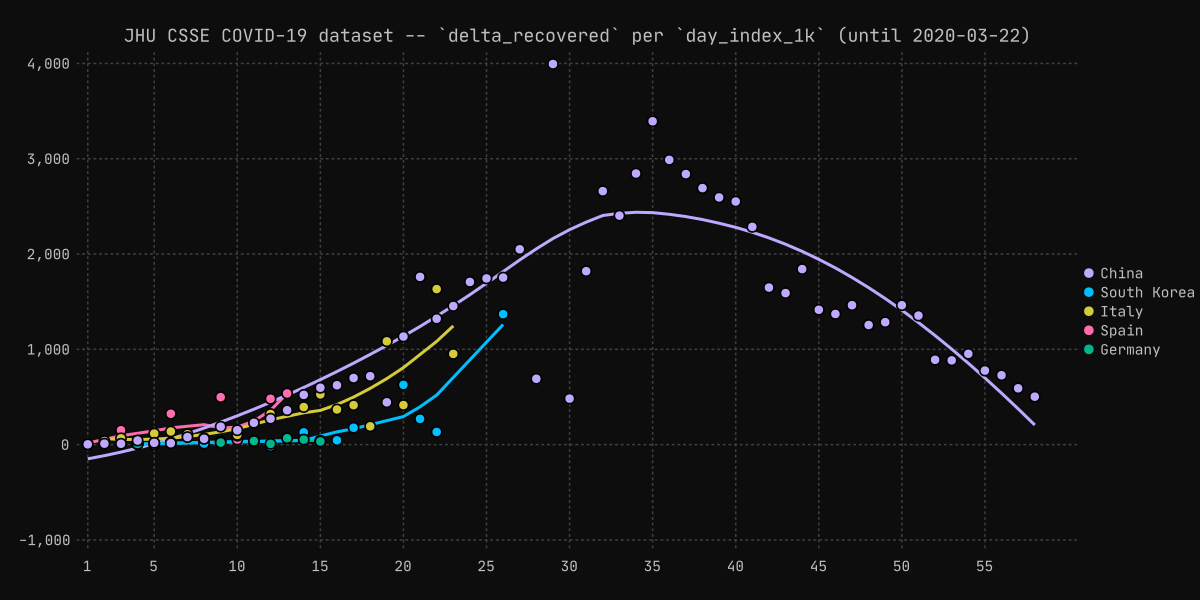 JHU CSSE COVID-19 dataset -- `delta_recovered` per `day_index_1k` (until 2020-03-22)
4,000
3,000
2,000
1,000
0
-1,000
1 5 10 15 20 25 30 35 40 45 50 55
China
South Korea
Italy
Spain
Germany